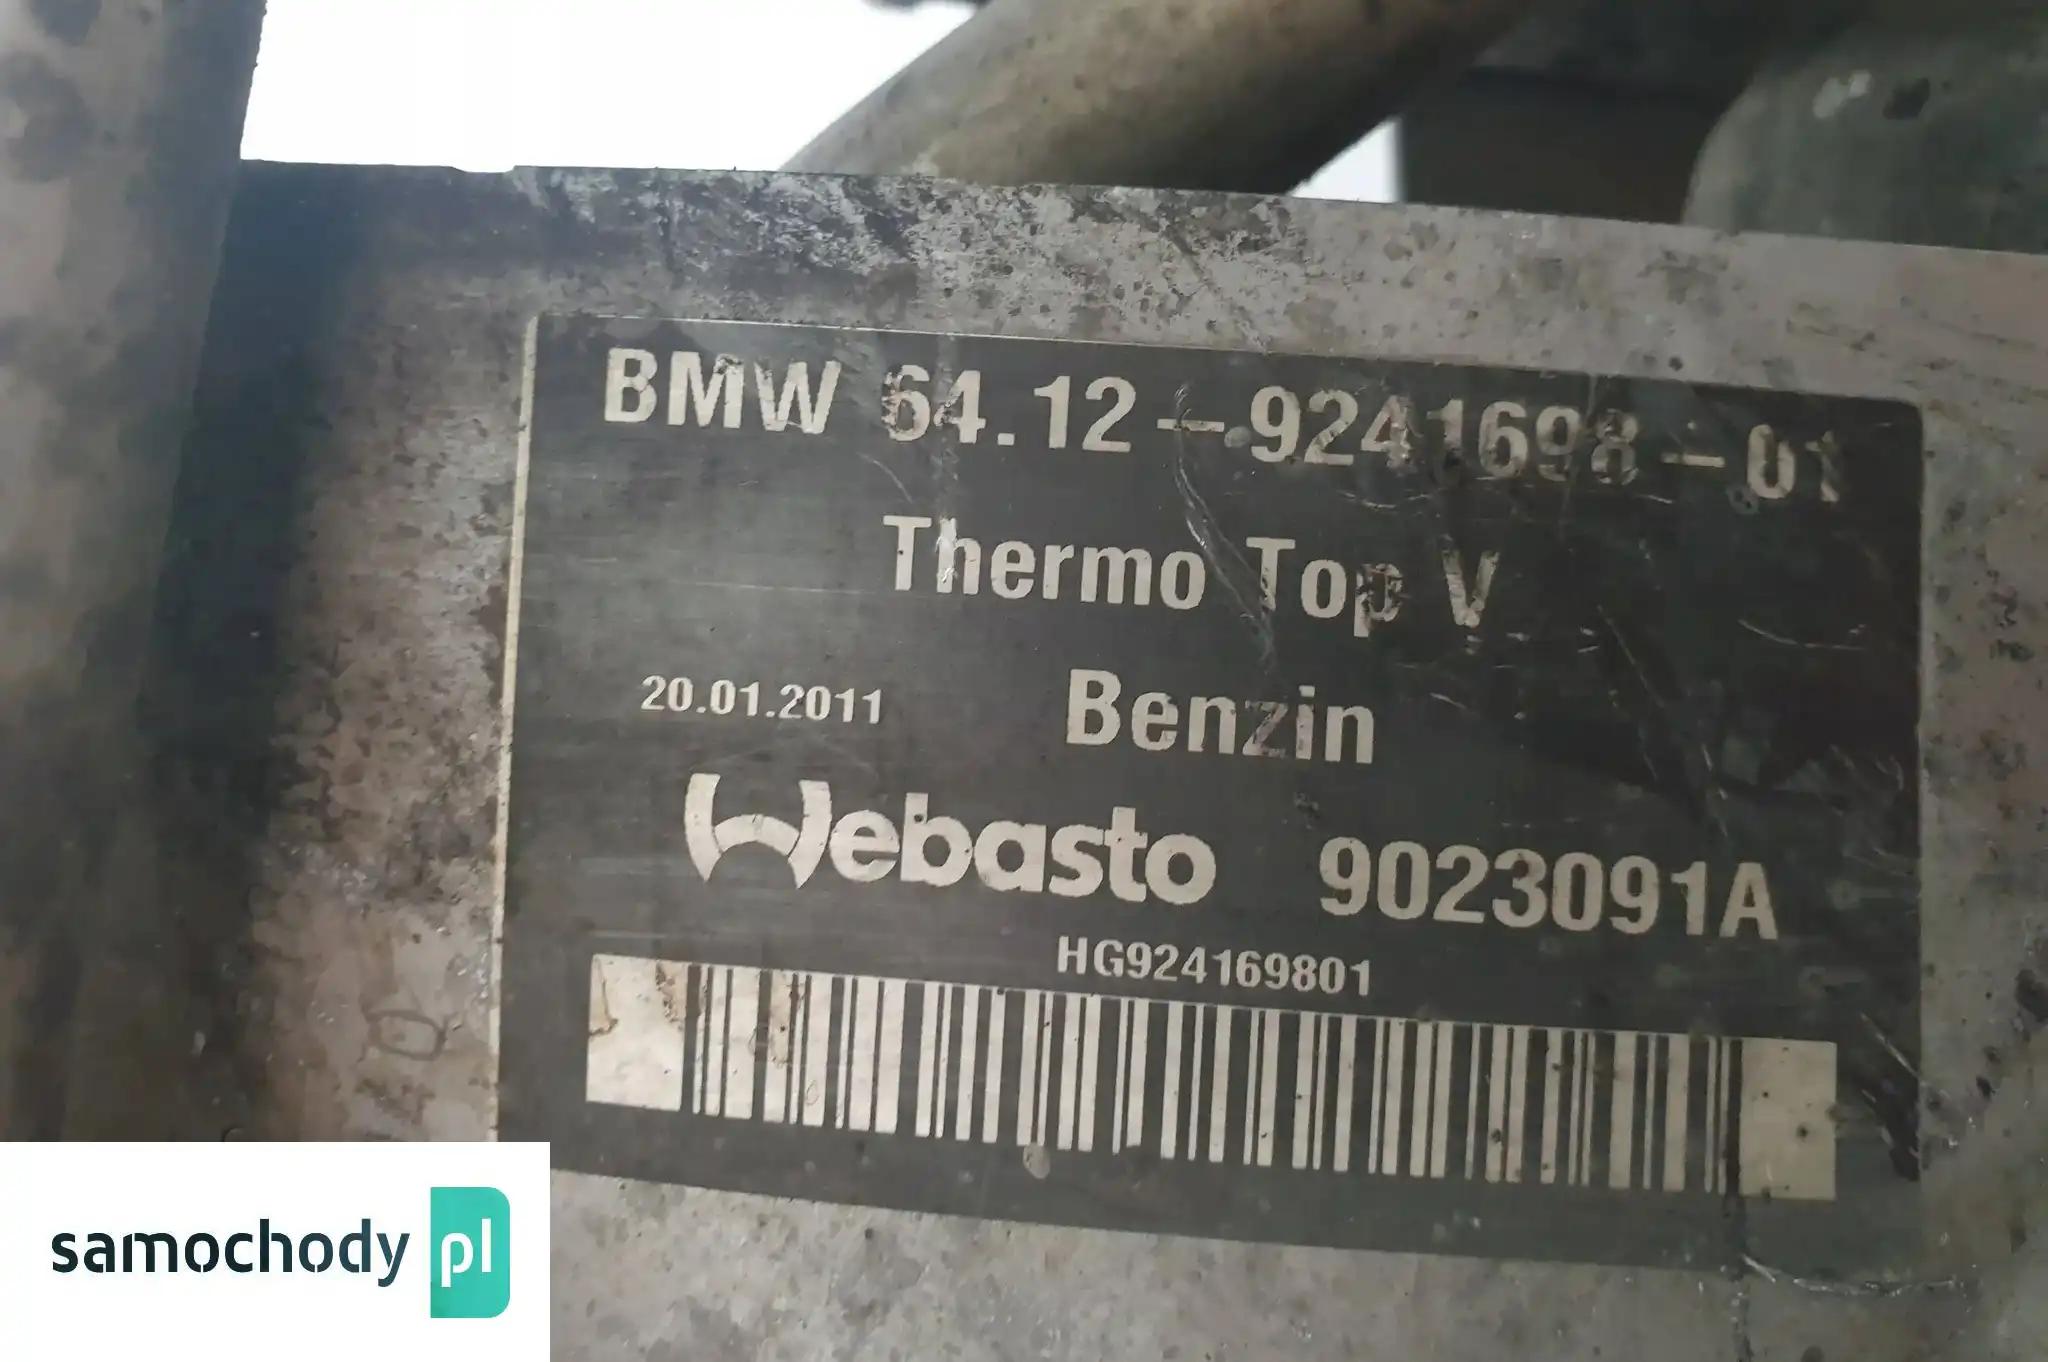 BMW 64.12-9241698-01
Thermo Top V
20.01.2011 Benzin
Webasto 9023091A
HG924169801
samochody pl